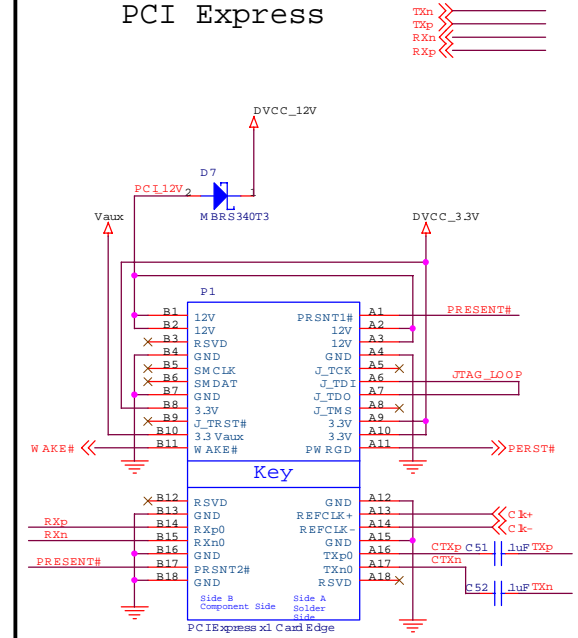 PCI Express
TXn
TXp
RXn
RXp
DVCC_12V
D7
PCI_12V 2 1
MBRS340T3
Vaux DVCC_3.3V
P1
B1 12V PRSNT1# A1 PRESENT#
B2 12V 12V A2
B3 RSVD 12V A3
B4 GND GND A4
B5 SMCLK J_TCK A5
B6 SMDAT J_TDI A6 JTAG_LOOP
B7 GND J_TDO A7
B8 3.3V J_TMS A8
B9 J_TRST# 3.3V A9
B10 3.3Vaux 3.3V A10
WAKE# B11 WAKE# PWRGD A11 PERST#
Key
B12 RSVD GND A12
B13 GND REFCLK+ A13 Clk+
RXp B14 RXp0 REFCLK- A14 Clk-
RXn B15 RXn0 GND A15
B16 GND TXp0 A16 CTXp C51 .1uF TXp
PRESENT# B17 PRSNT2# TXn0 A17 CTXn
B18 GND RSVD A18
C52 .1uF TXn
Side B Side A
Component Side Solder
Side
PCIExpress x1 Card Edge